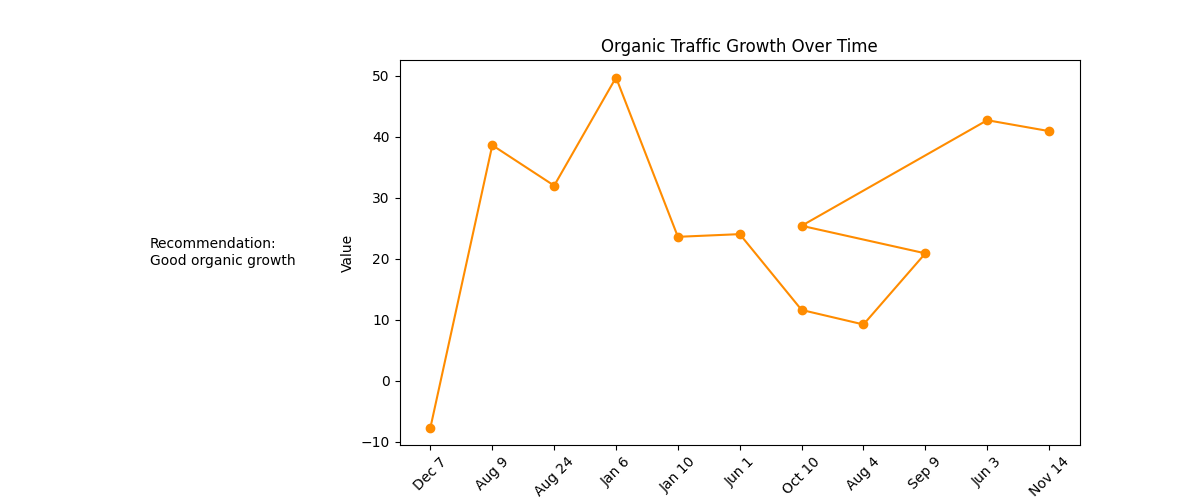 Organic Traffic Growth Over Time
Recommendation:
Good organic growth
Value
50
40
30
20
10
0
−10
Dec 7
Aug 9
Aug 24
Jan 6
Jan 10
Jun 1
Oct 10
Aug 4
Sep 9
Jun 3
Nov 14